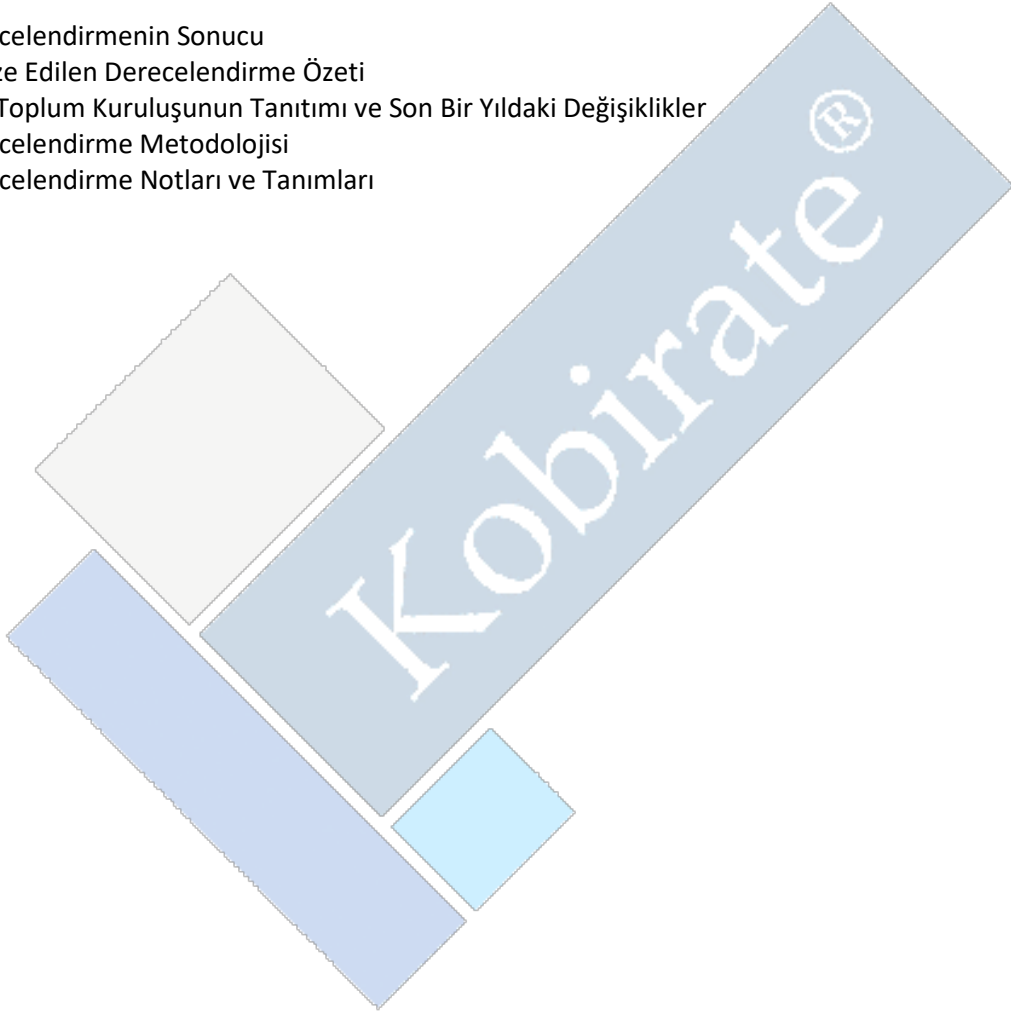 celendirmenin Sonucu
ze Edilen Derecelendirme Özeti
Toplum Kuruluşunun Tanıtımı ve Son Bir Yıldaki Değişiklikler
celendirme Metodolojisi
celendirme Notları ve Tanımları
Kobirate ®